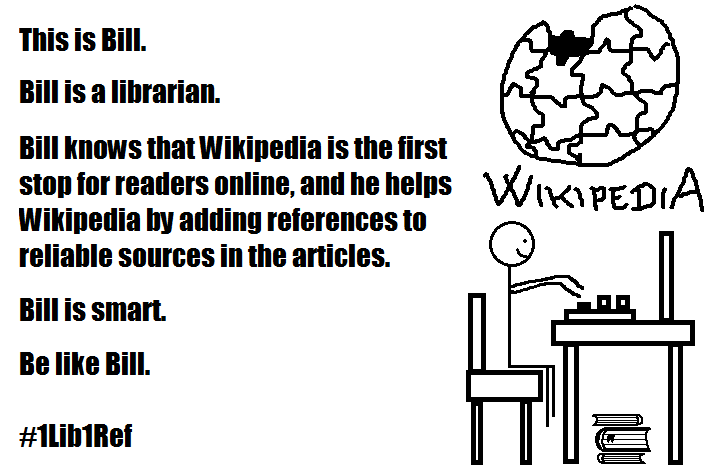 This is Bill.
Bill is a librarian.
Bill knows that Wikipedia is the first
stop for readers online, and he helps
Wikipedia by adding references to
reliable sources in the articles.
Bill is smart.
Be like Bill.
#1Lib1Ref
WIKIPEDIA